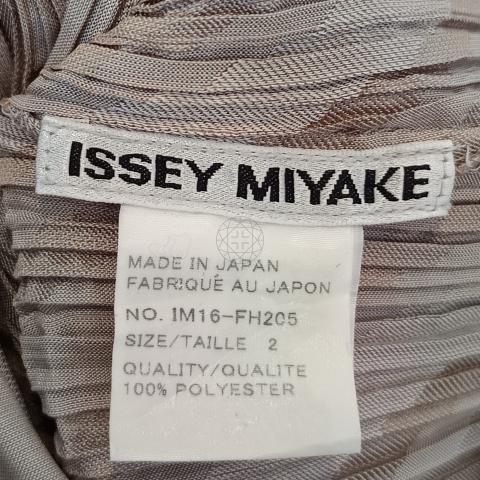 ISSEY MIYAKE
MADE IN JAPAN
FABRIQUÉ AU JAPON
NO. IM16-FH205
SIZE/TAILLE 2
QUALITY/QUALITE
100% POLYESTER